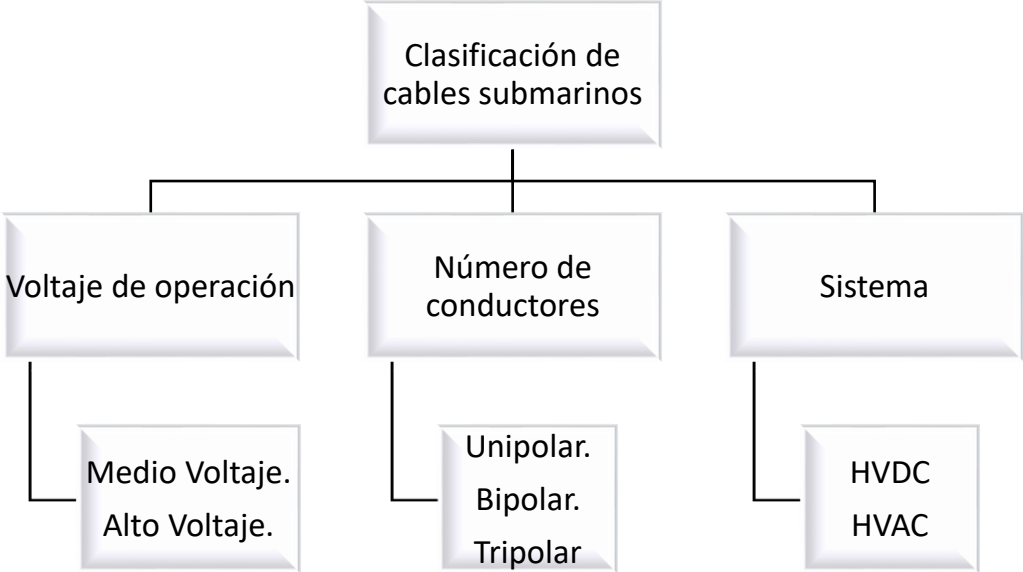 Clasificación de
cables submarinos
Voltaje de operación
Número de
conductores
Sistema
Medio Voltaje.
Alto Voltaje.
Unipolar.
Bipolar.
Tripolar
HVDC
HVAC